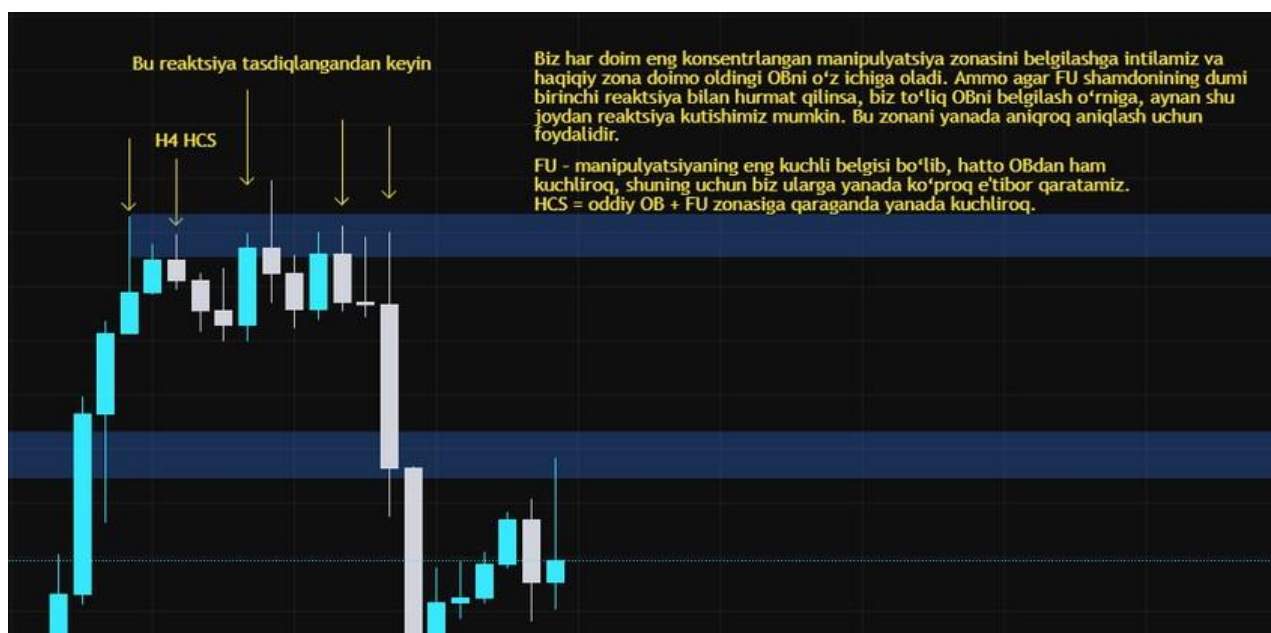 Bu reaktsiya tasdiqlangandan keyin
H4 HCS
Biz har doim eng konsentrlangan manipulyatsiya zonasini belgilashga intilamiz va
haqiqiy zona doimo oldingi OBni o‘z ichiga oladi. Ammo agar FU shamdonining dumi
birinchi reaktsiya bilan hurmat qilinsa, biz to‘liq OBni belgilash o‘rniga, aynan shu
joydan reaktsiya kutishimiz mumkin. Bu zonani yanada aniqroq aniqlash uchun
foydalidir.
FU - manipulyatsiyaning eng kuchli belgisi bo‘lib, hatto OBdan ham
kuchliroq, shuning uchun biz ularga yanada ko‘proq e'tibor qaratamiz.
HCS = oddiy OB + FU zonasiga qaraganda yanada kuchliroq.